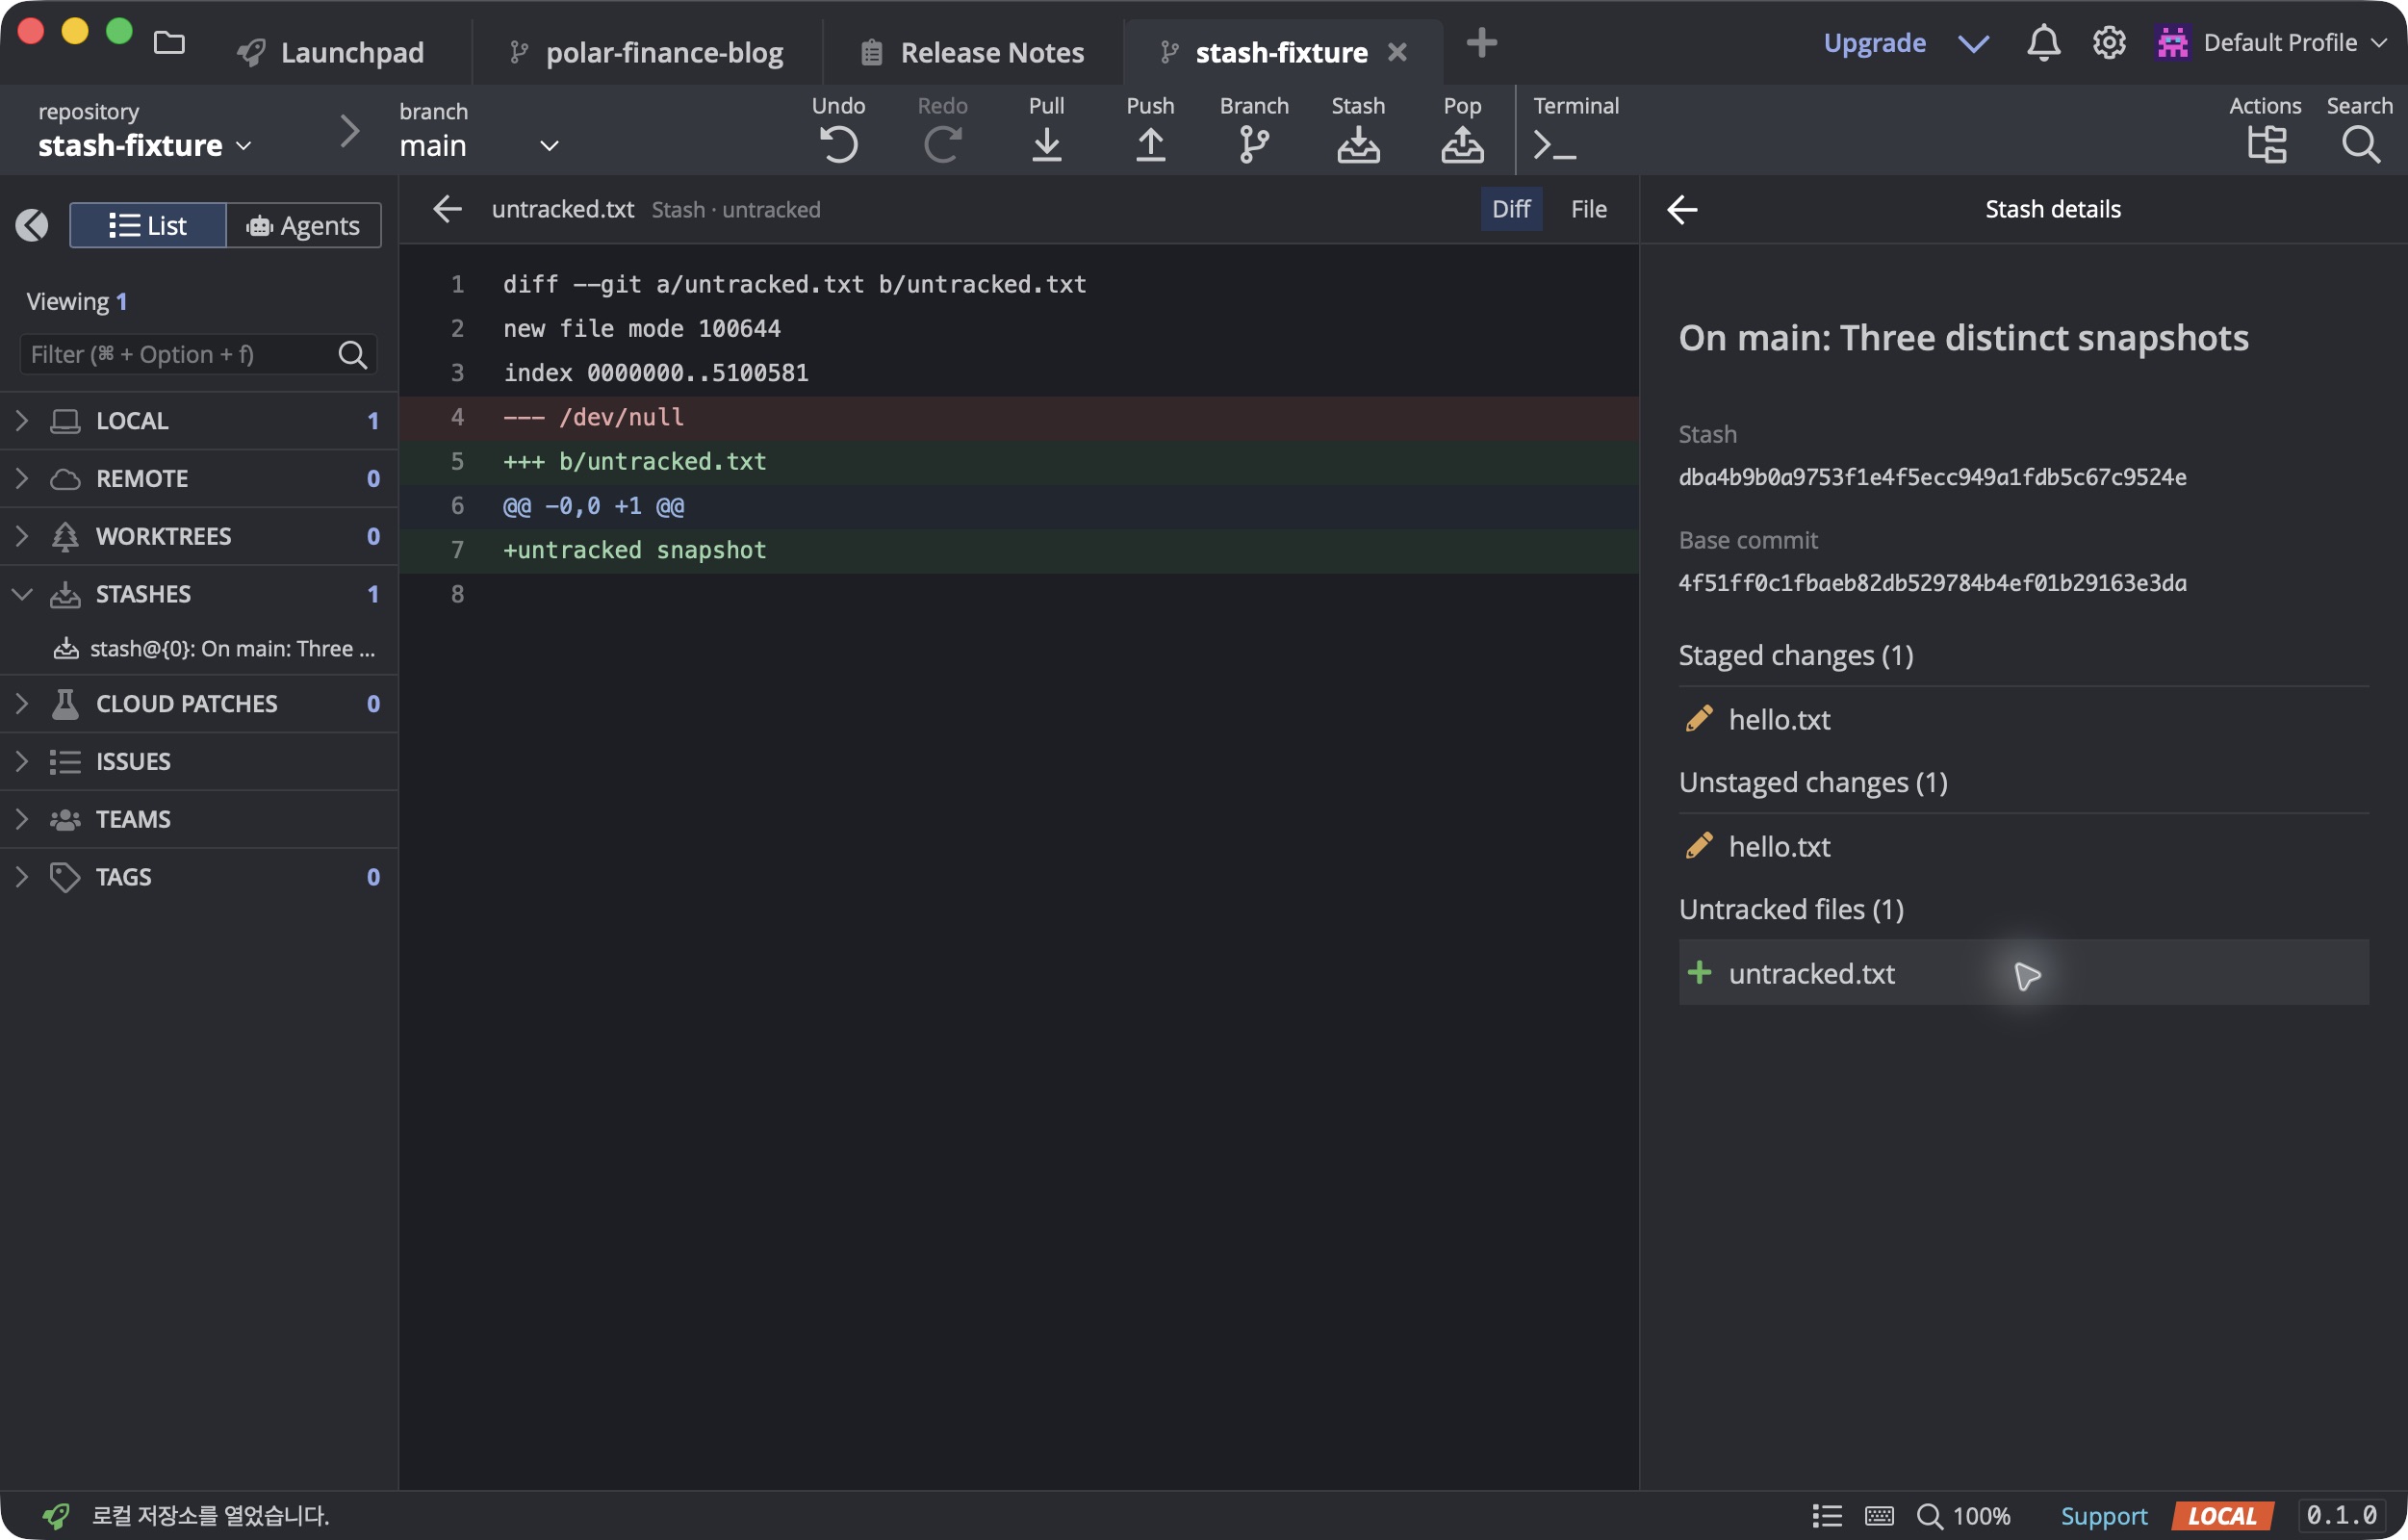 Launchpad
polar-finance-blog
Release Notes
stash-fixture
Upgrade
Default Profile
repository
stash-fixture
branch
main
Undo
Redo
Pull
Push
Branch
Stash
Pop
Terminal
Actions
Search
List
Agents
Viewing 1
Filter (⌘ + Option + f)
LOCAL 1
REMOTE 0
WORKTREES 0
STASHES 1
stash@{0}: On main: Three ...
CLOUD PATCHES 0
ISSUES
TEAMS
TAGS 0
untracked.txt Stash · untracked
Diff
File
1 diff --git a/untracked.txt b/untracked.txt
2 new file mode 100644
3 index 0000000..5100581
4 --- /dev/null
5 +++ b/untracked.txt
6 @@ -0,0 +1 @@
7 +untracked snapshot
8
Stash details
On main: Three distinct snapshots
Stash
dba4b9b0a9753f1e4f5ecc949a1fdb5c67c9524e
Base commit
4f51ff0c1fbaeb82db529784b4ef01b29163e3da
Staged changes (1)
hello.txt
Unstaged changes (1)
hello.txt
Untracked files (1)
untracked.txt
로컬 저장소를 열었습니다.
100%
Support
LOCAL
0.1.0